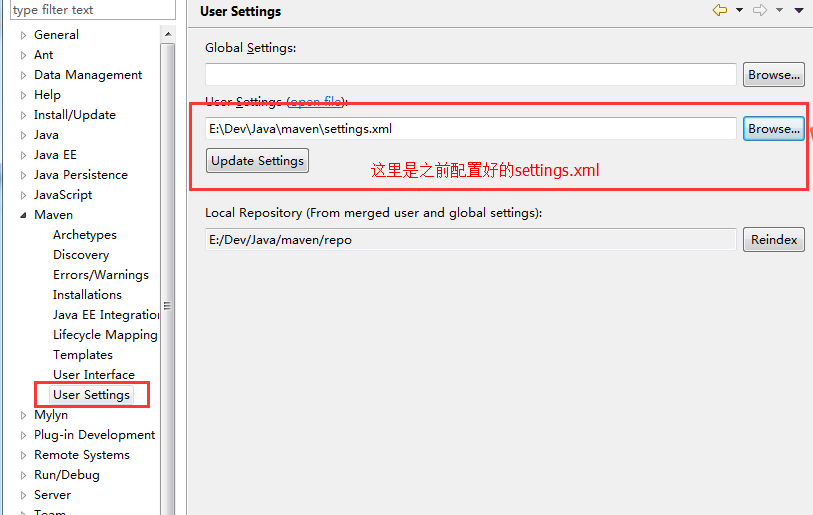 type filter text
General
Ant
Data Management
Help
Install/Update
Java
Java EE
Java Persistence
JavaScript
Maven
Archetypes
Discovery
Errors/Warnings
Installations
Java EE Integration
Lifecycle Mapping
Templates
User Interface
User Settings
Mylyn
Plug-in Development
Remote Systems
Run/Debug
Server
Team
User Settings
Global Settings:
Browse...
User Settings (open file):
E:\Dev\Java\maven\settings.xml
Browse...
Update Settings
这里是之前配置好的settings.xml
Local Repository (From merged user and global settings):
E:/Dev/Java/maven/repo
Reindex